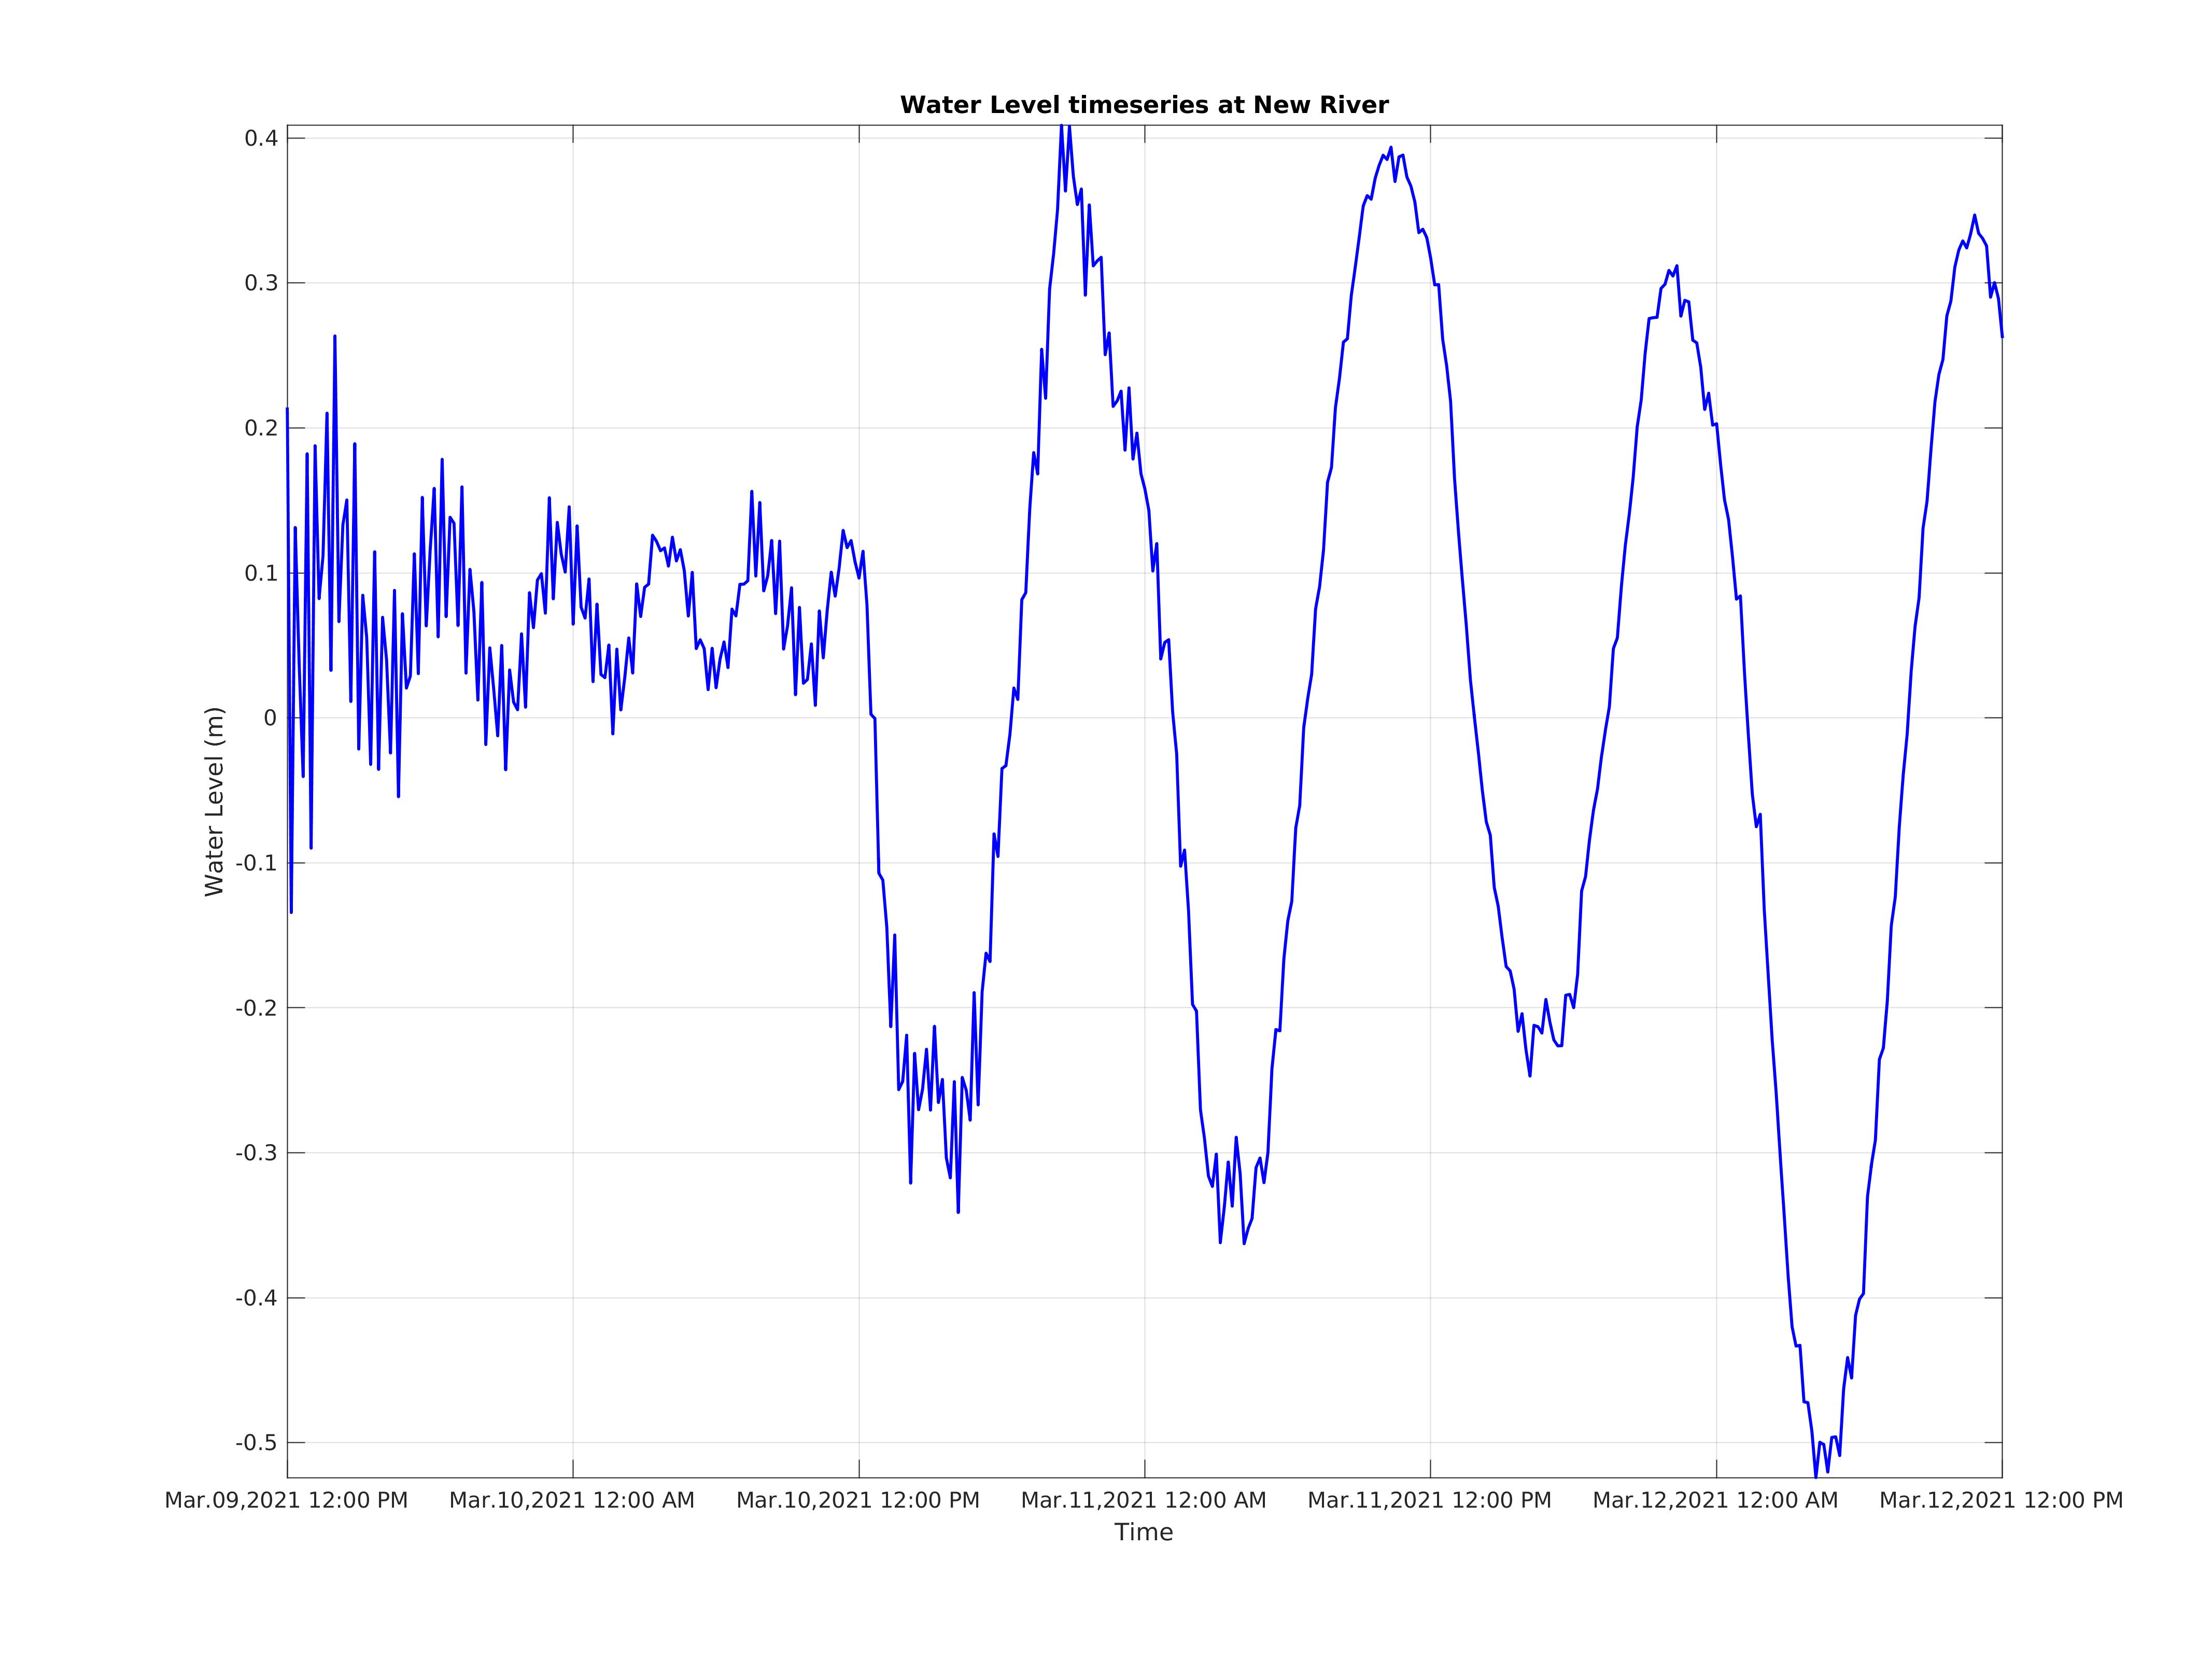 Water Level timeseries at New River
0.4
0.3
0.2
0.1
0
-0.1
-0.2
-0.3
-0.4
-0.5
Water Level (m)
Mar.09,2021 12:00 PM Mar.10,2021 12:00 AM Mar.10,2021 12:00 PM Mar.11,2021 12:00 AM Mar.11,2021 12:00 PM Mar.12,2021 12:00 AM Mar.12,2021 12:00 PM
Time